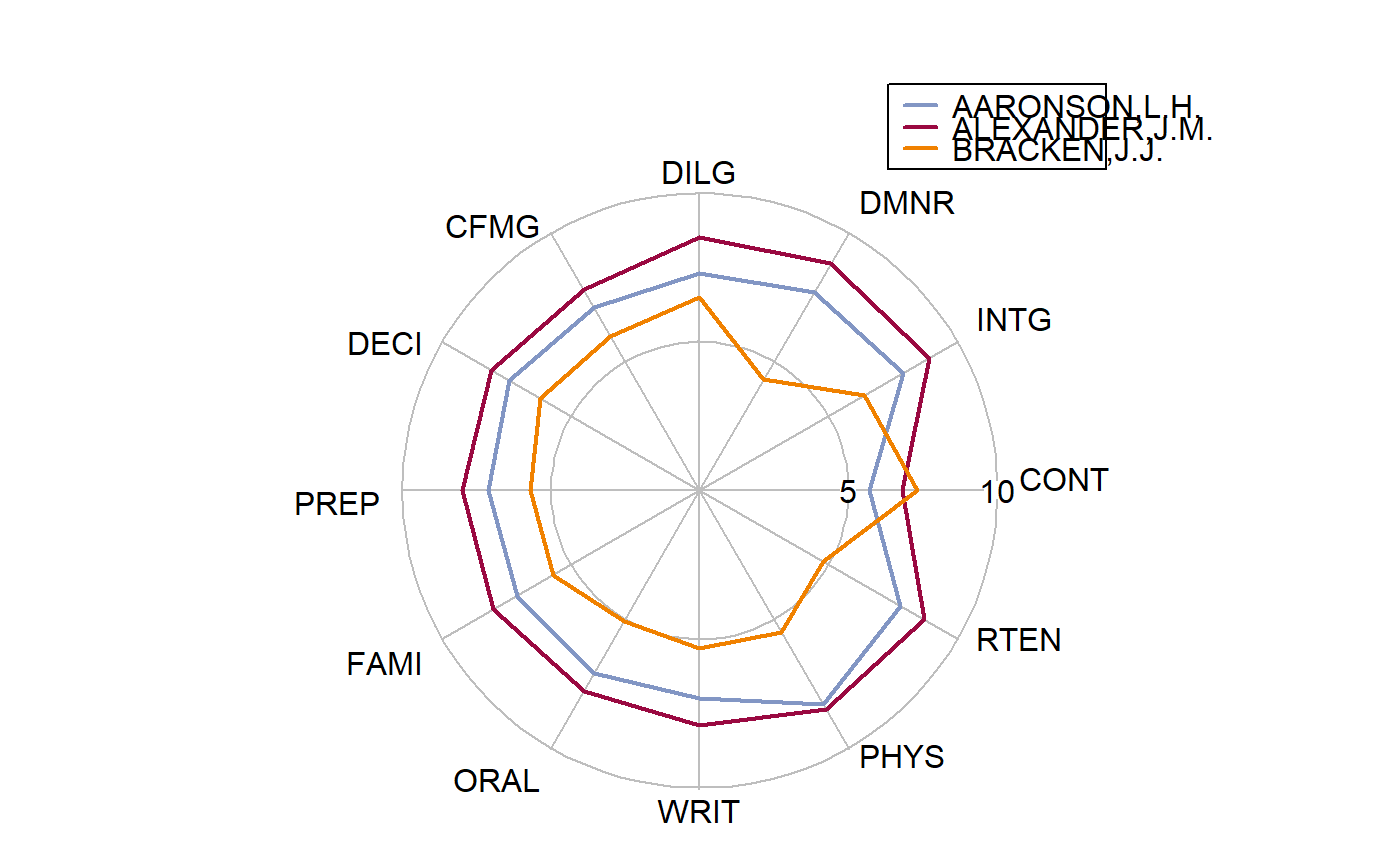 AARONSON,L.H.
ALEXANDER,J.M.
BRACKEN,J.J.
DILG
DMNR
CFMG
INTG
DECI
CONT
5
10
PREP
RTEN
FAMI
PHYS
ORAL
WRIT